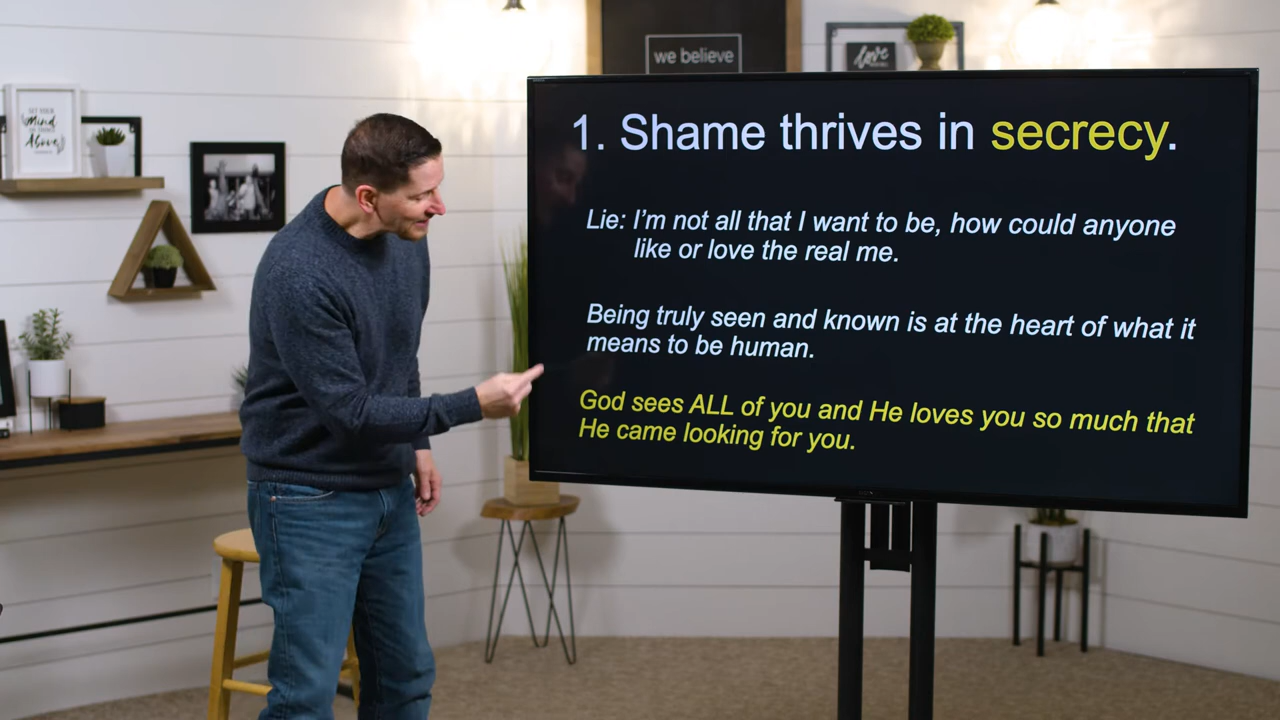 we believe
love
SET YOUR
Mind
ON THINGS
Above
1. Shame thrives in secrecy.
Lie: I'm not all that I want to be, how could anyone
like or love the real me.
Being truly seen and known is at the heart of what it
means to be human.
God sees ALL of you and He loves you so much that
He came looking for you.